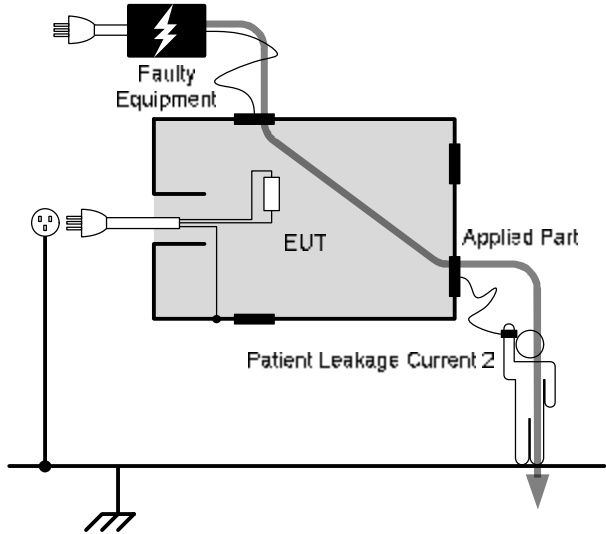 Faulty
Equipment
EUT
Applied Part
Patient Leakage Current 2